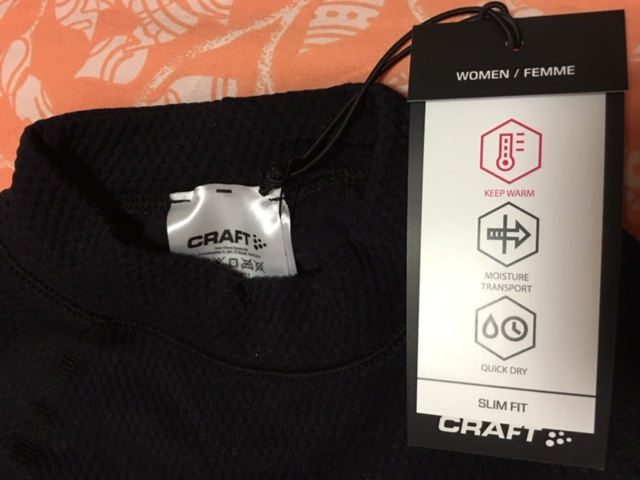 WOMEN / FEMME
KEEP WARM
MOISTURE
TRANSPORT
QUICK DRY
SLIM FIT
CRAFT
CRAFT